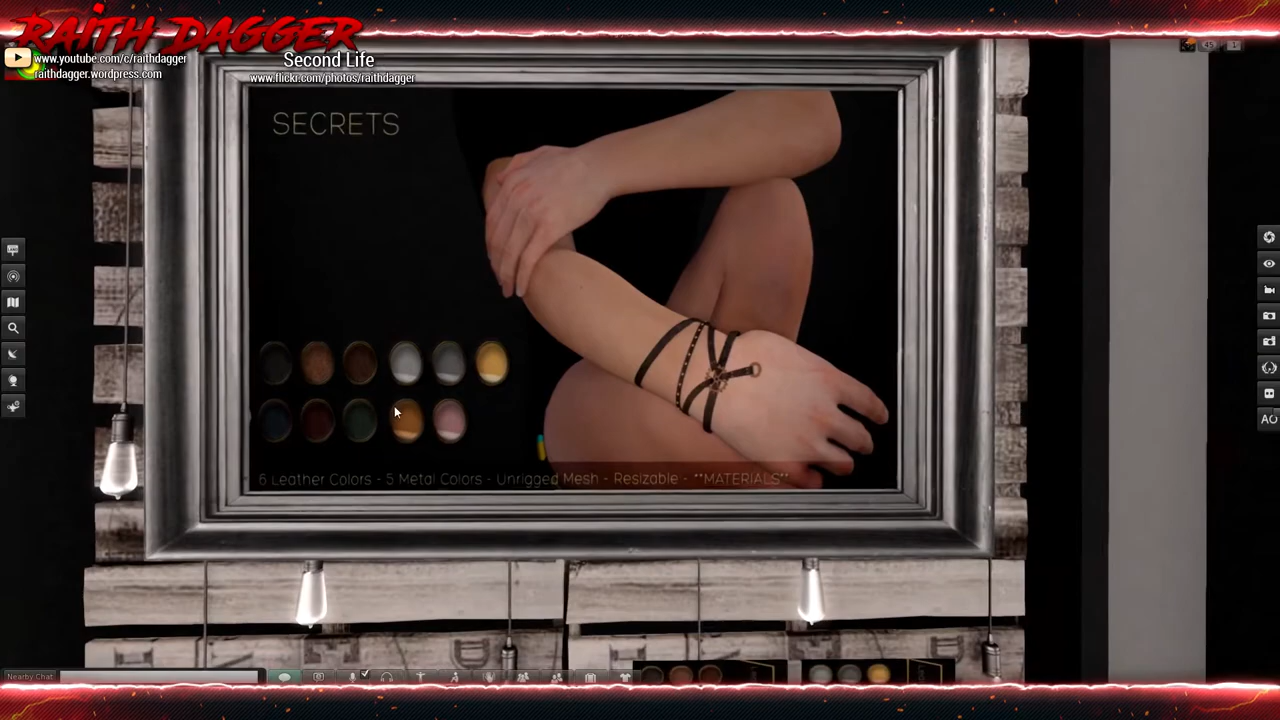 RAITH DAGGER
www.youtube.com/c/raithdagger
raithdagger.wordpress.com
Second Life
www.flickr.com/photos/raithdagger
45
SECRETS
6 Leather Colors - 5 Metal Colors - Unrigged Mesh - Resizable - **MATERIALS**
AO
Nearby Chat